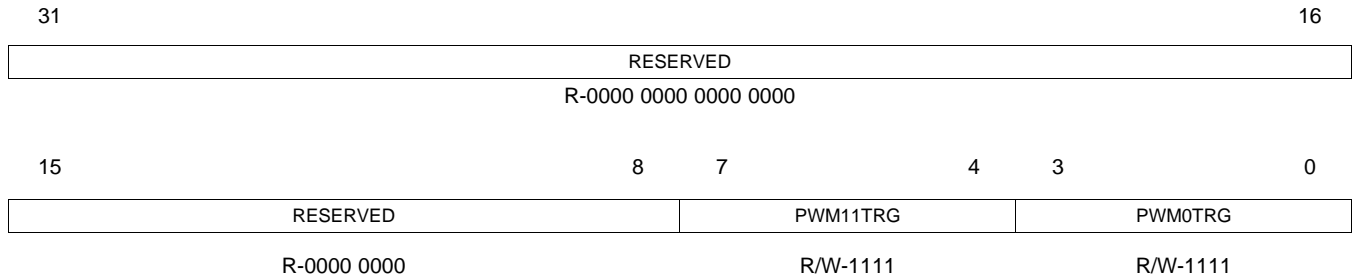 31 16
RESERVED
R-0000 0000 0000 0000
15 8 7 4 3 0
RESERVED PWM11TRG PWM0TRG
R-0000 0000 R/W-1111 R/W-1111